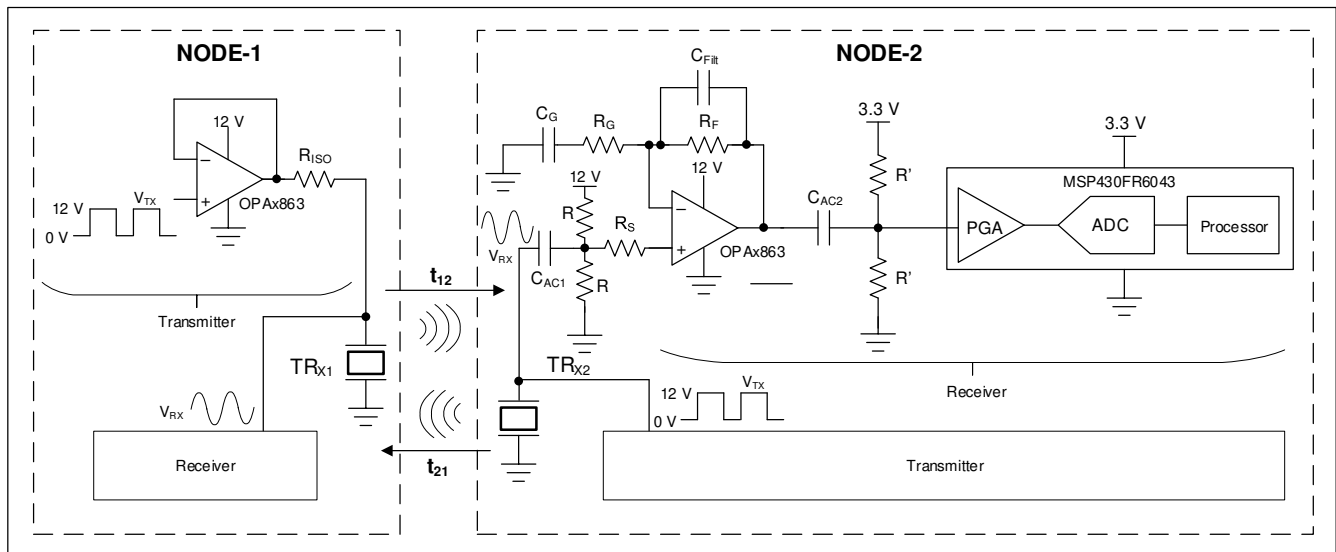 NODE-1
12 V
R_ISO
OPAx863
12 V
V_TX
0 V
Transmitter
TR_X1
V_RX
Receiver
t_12
t_21
NODE-2
C_Filt
C_G
R_G
R_F
12 V
12 V
R
R_S
V_RX
C_AC1
R
OPAx863
C_AC2
3.3 V
R'
R'
3.3 V
MSP430FR6043
PGA
ADC
Processor
Receiver
TR_X2
12 V
V_TX
0 V
Transmitter